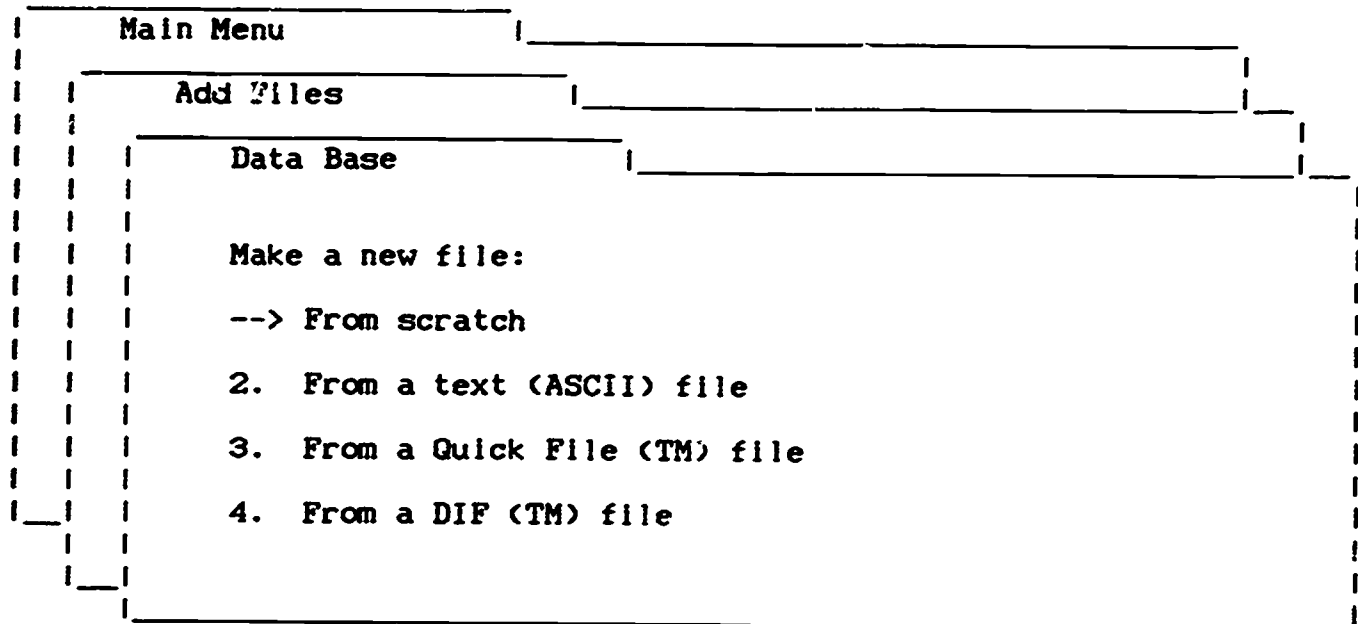 Main Menu
Add Files
Data Base
Make a new file:
--> From scratch
2. From a text (ASCII) file
3. From a Quick File (TM) file
4. From a DIF (TM) file